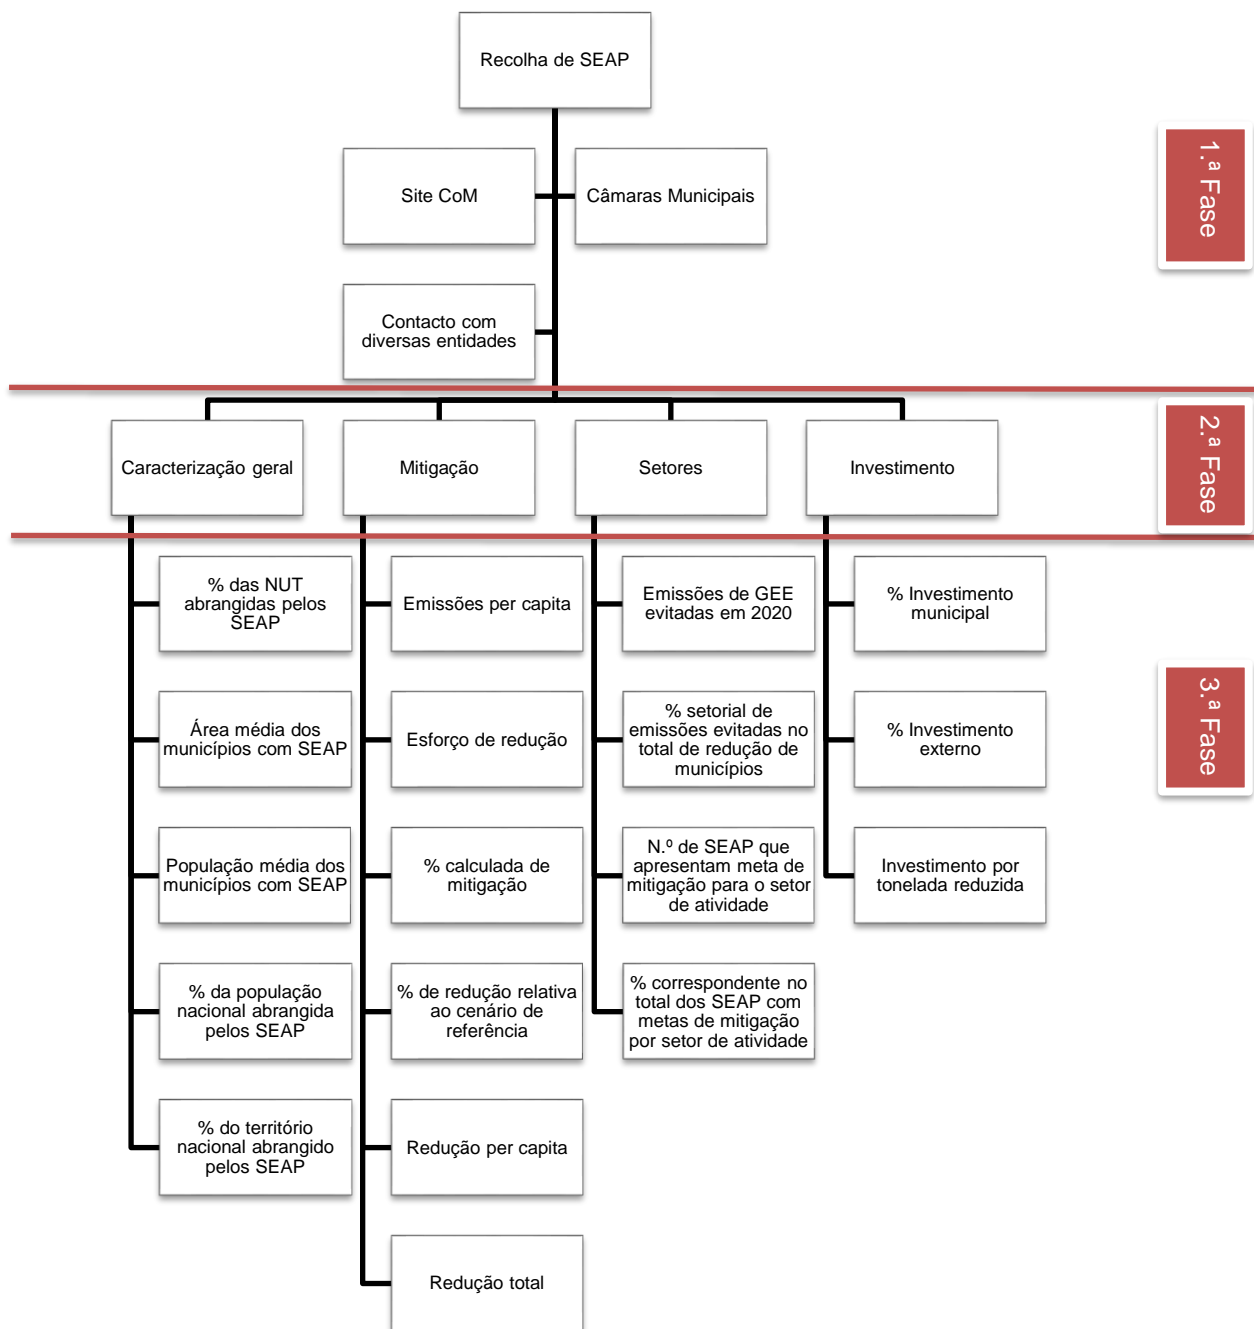 Recolha de SEAP
Site CoM
Câmaras Municipais
Contacto com
diversas entidades
1.ª Fase
Caracterização geral
Mitigação
Setores
Investimento
2.ª Fase
% das NUT
abrangidas pelos
SEAP
Emissões per capita
Emissões de GEE
evitadas em 2020
% Investimento
municipal
Área média dos
municípios com SEAP
Esforço de redução
% setorial de
emissões evitadas no
total de redução de
municípios
% Investimento
externo
3.ª Fase
População média dos
municípios com SEAP
% calculada de
mitigação
N.º de SEAP que
apresentam meta de
mitigação para o setor
de atividade
Investimento por
tonelada reduzida
% da população
nacional abrangida
pelos SEAP
% de redução relativa
ao cenário de
referência
% correspondente no
total dos SEAP com
metas de mitigação
por setor de atividade
% do território
nacional abrangido
pelos SEAP
Redução per capita
Redução total